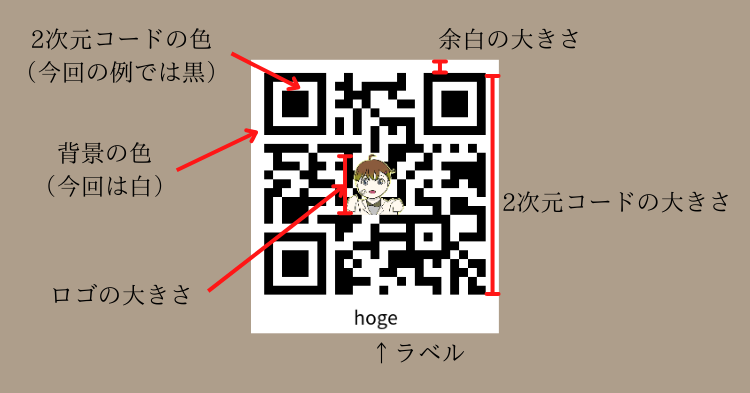 2次元コードの色
（今回の例では黒）
余白の大きさ
背景の色
（今回は白）
2次元コードの大きさ
ロゴの大きさ
hoge
↑ラベル